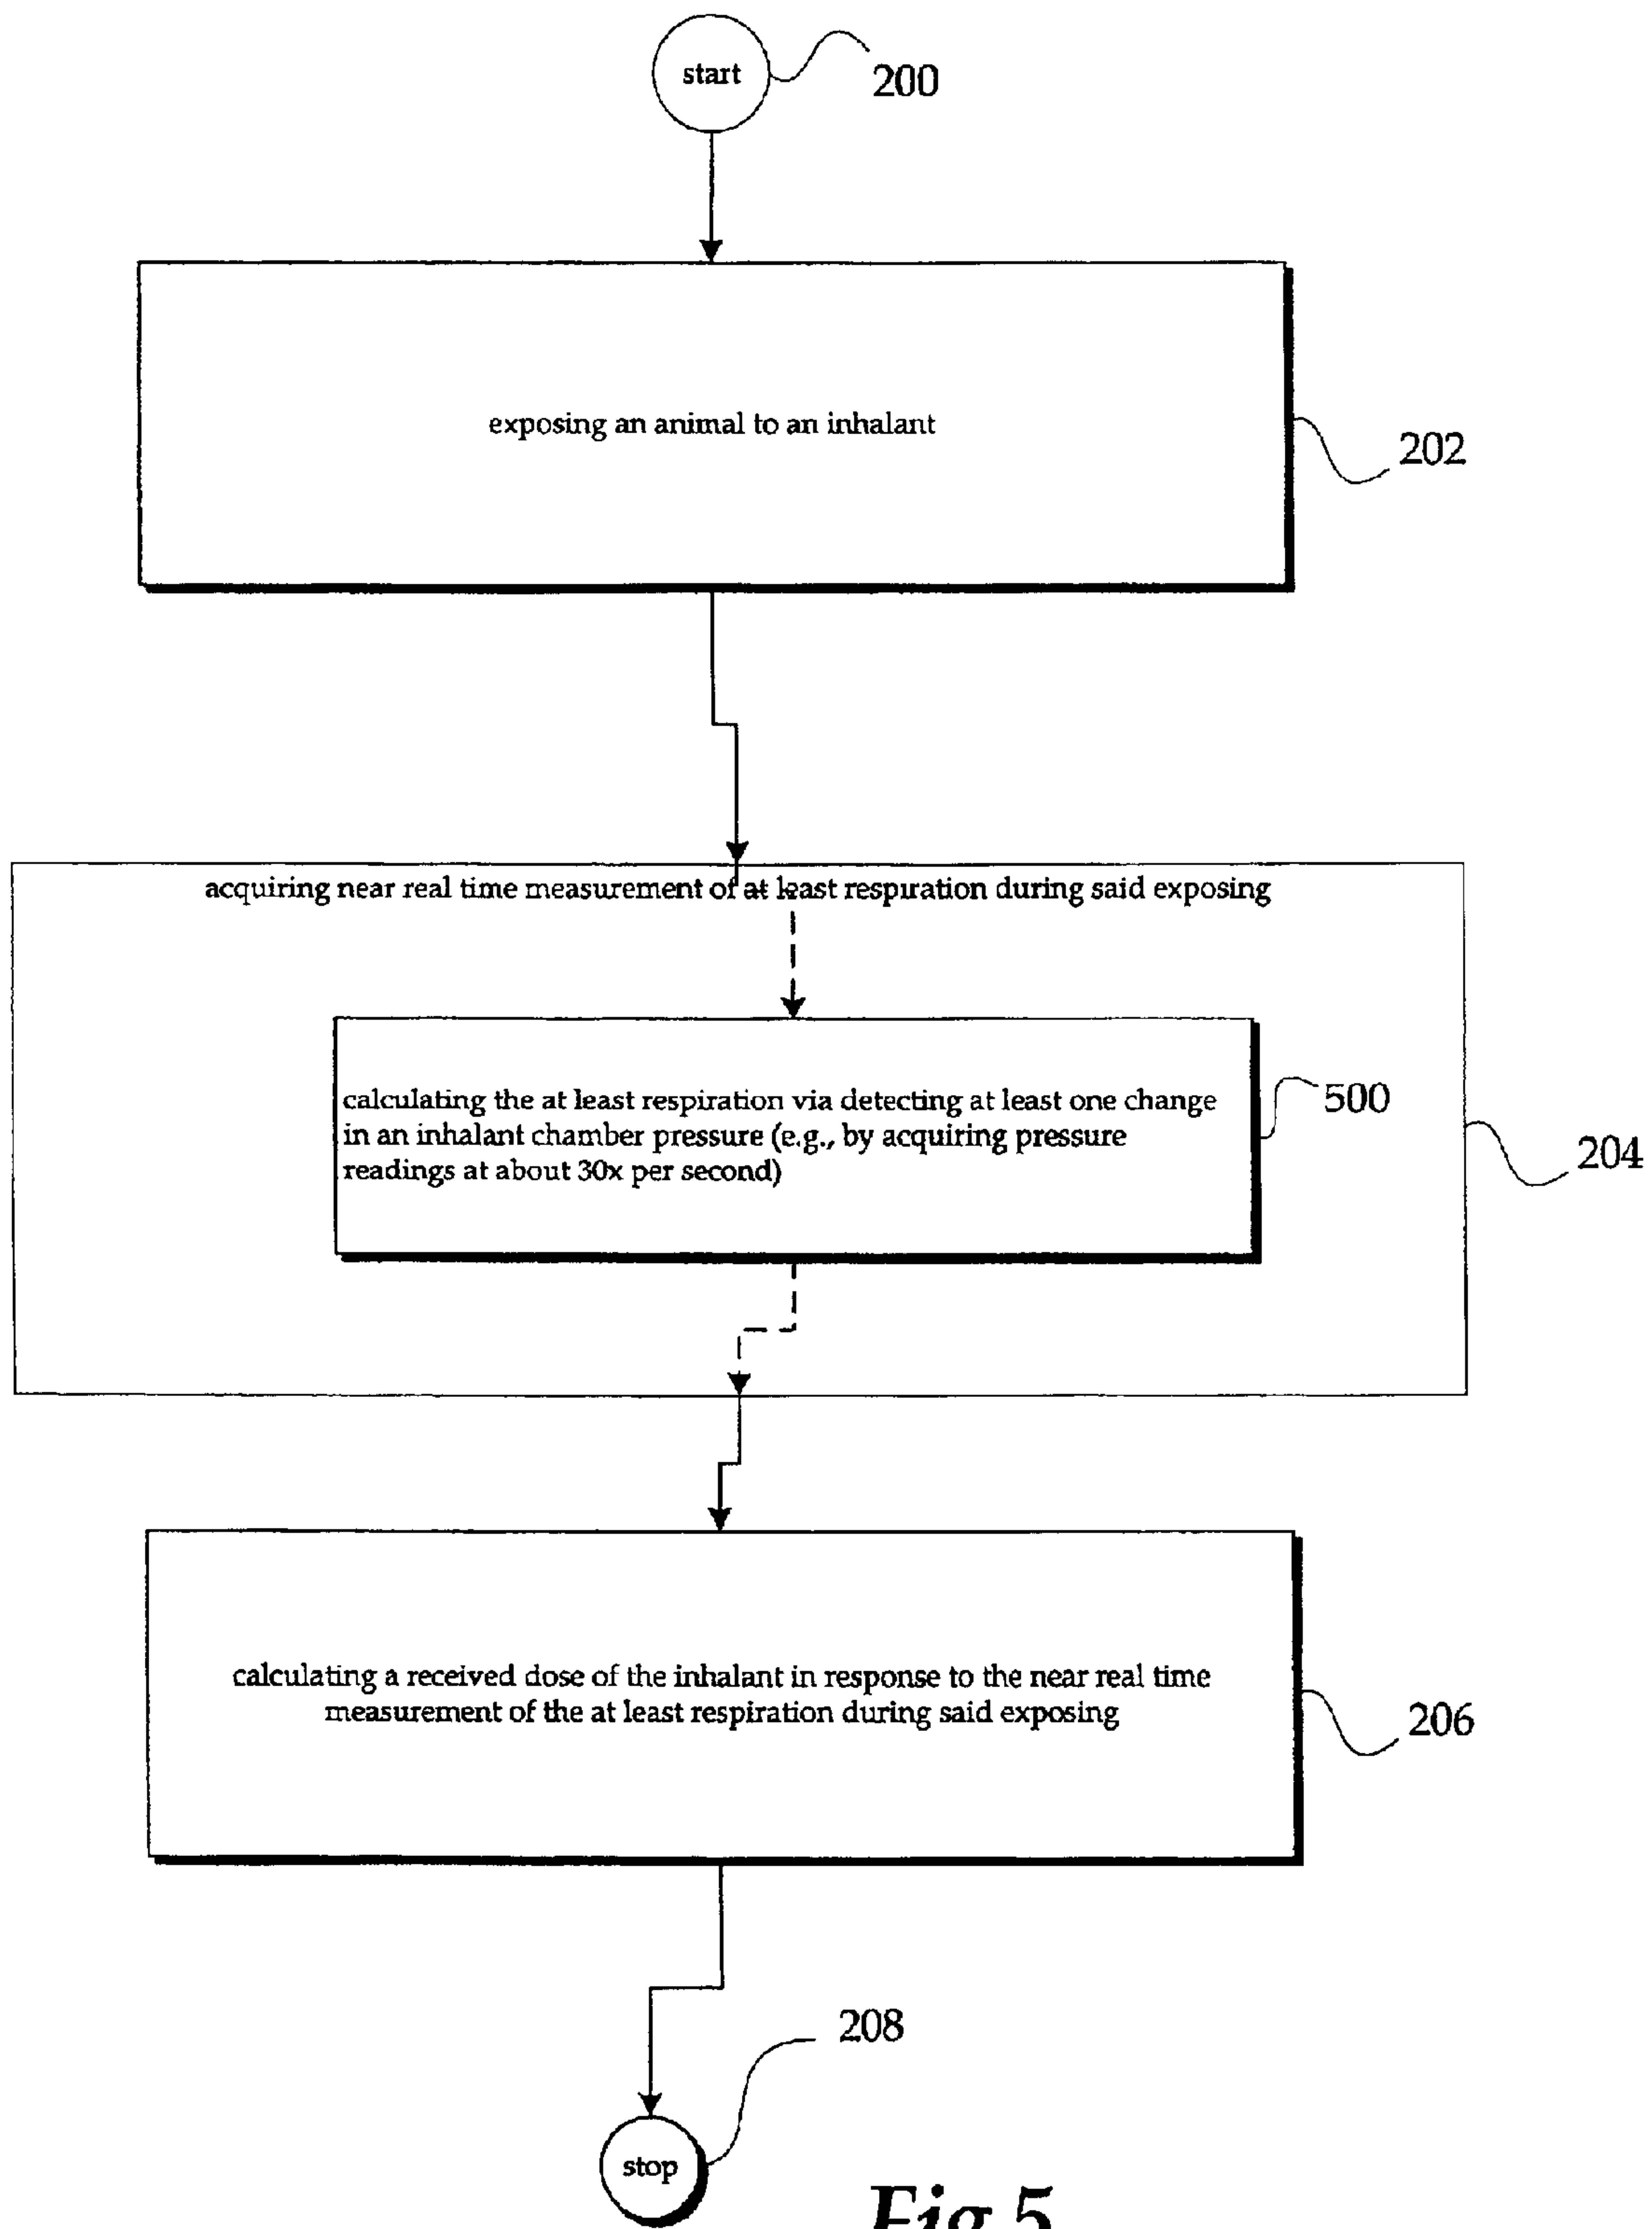 start
200
exposing an animal to an inhalant
202
acquiring near real time measurement of at least respiration during said exposing
calculating the at least respiration via detecting at least one change
in an inhalant chamber pressure (e.g., by acquiring pressure
readings at about 30x per second)
500
204
calculating a received dose of the inhalant in response to the near real time
measurement of the at least respiration during said exposing
206
208
stop
Fig 5